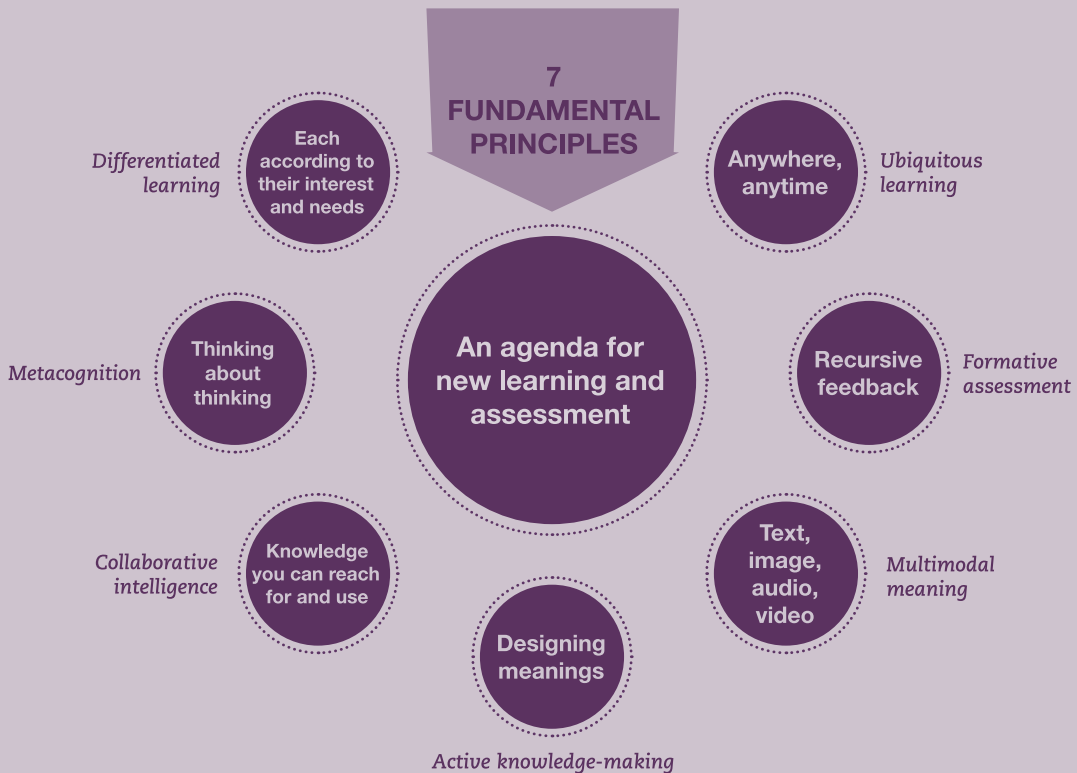 7
FUNDAMENTAL
PRINCIPLES
Differentiated
learning
Each
according to
their interest
and needs
Anywhere,
anytime
Ubiquitous
learning
Metacognition
Thinking
about
thinking
An agenda for
new learning and
assessment
Recursive
feedback
Formative
assessment
Collaborative
intelligence
Knowledge
you can reach
for and use
Designing
meanings
Active knowledge-making
Text,
image,
audio,
video
Multimodal
meaning